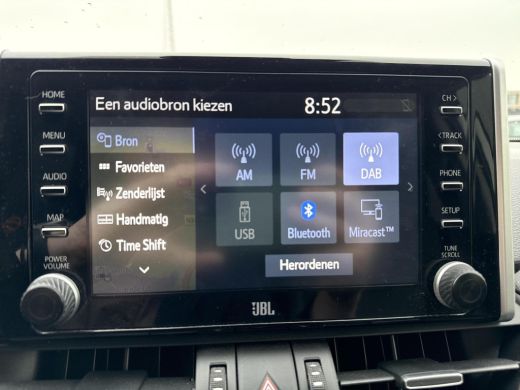 HOME
MENU
AUDIO
MAP
POWER
VOLUME
Een audiobron kiezen
8:52
Bron
Favorieten
Zenderlijst
Handmatig
Time Shift
AM
FM
DAB
USB
Bluetooth
Miracast™
Herordenen
CH >
< TRACK
PHONE
SETUP
TUNE
SCROLL
JBL